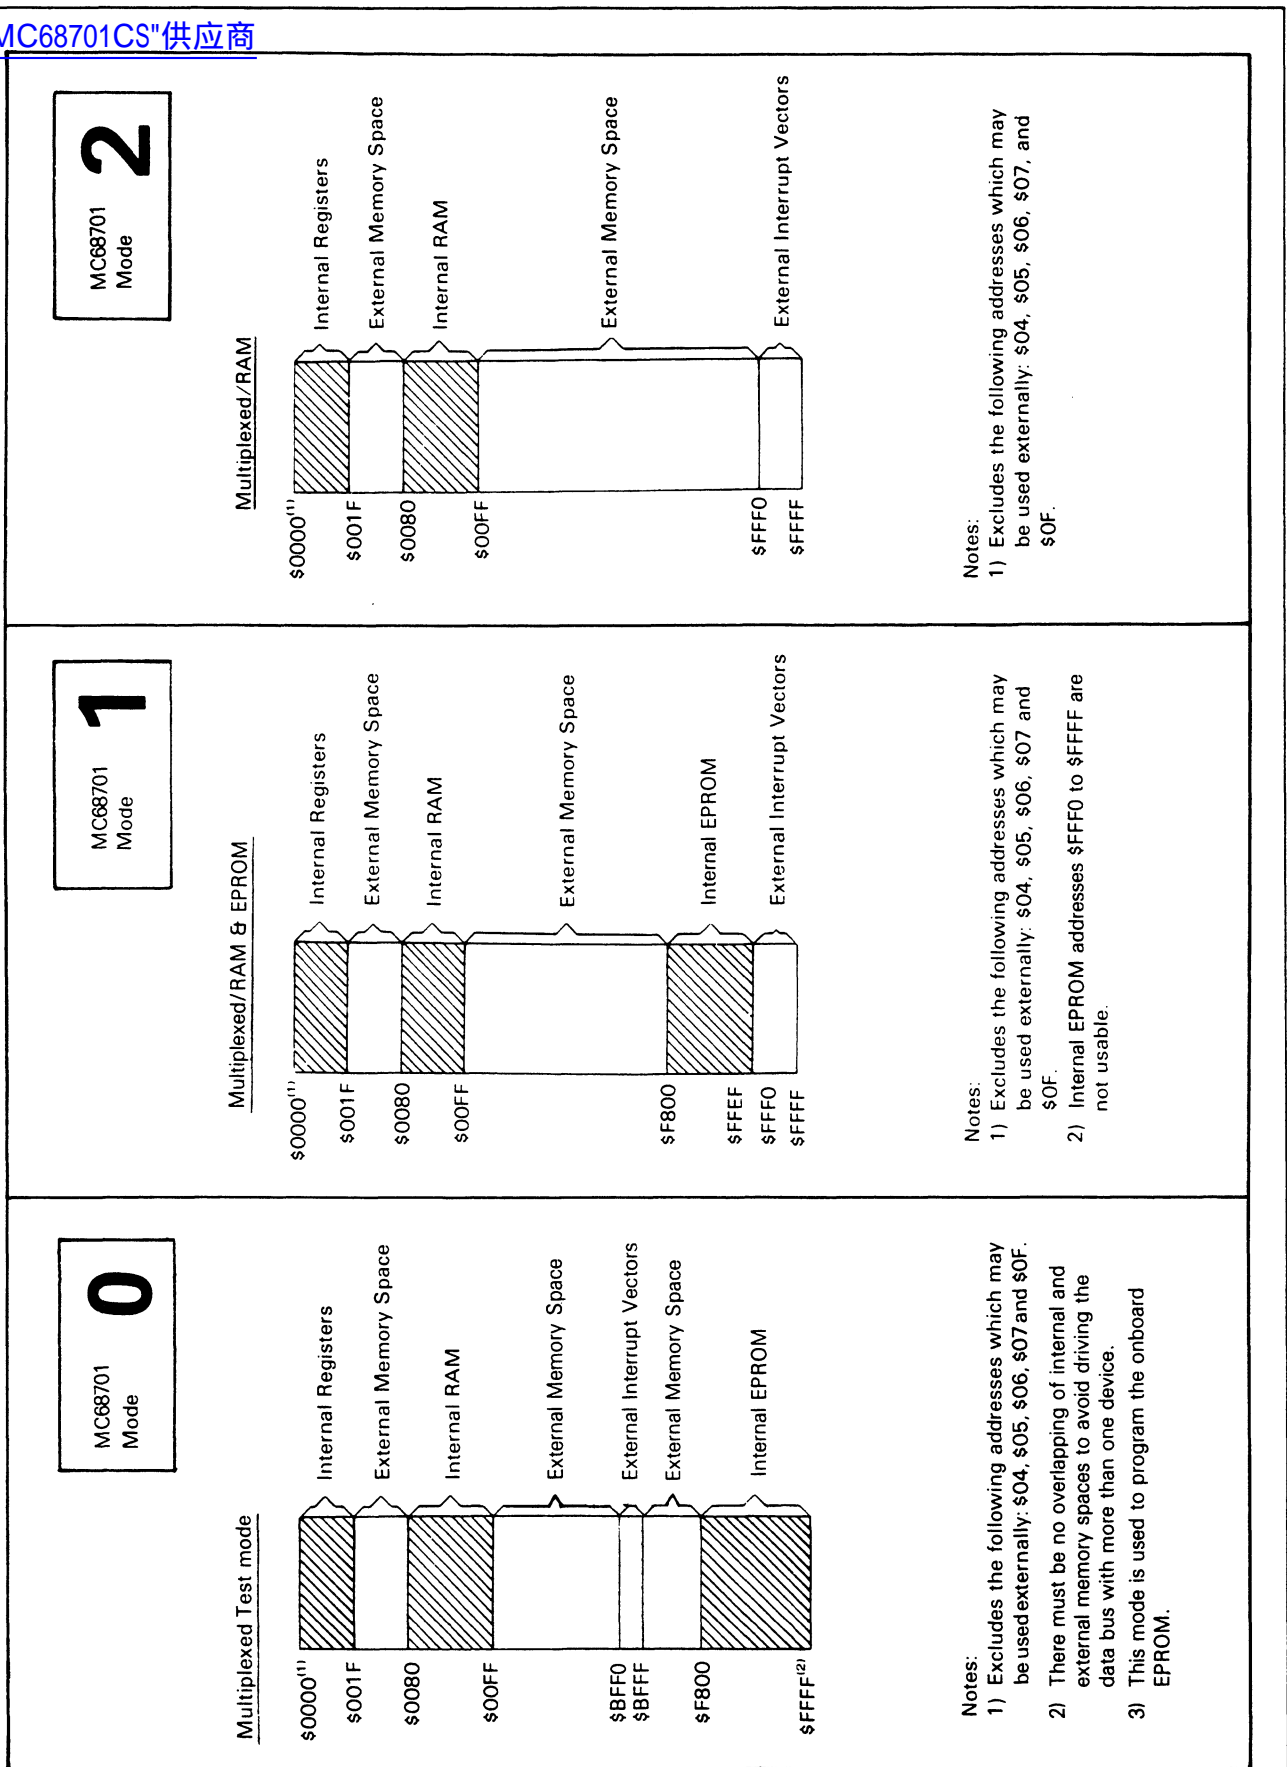 MC68701CS"供应商
MC68701
Mode
0
Multiplexed Test mode
$0000(1)
$001F
$0080
$00FF
$BFF0
$BFFF
$F800
$FFFF(2)
Internal Registers
External Memory Space
Internal RAM
External Memory Space
External Interrupt Vectors
External Memory Space
Internal EPROM
Notes:
1) Excludes the following addresses which may
be used externally: $04, $05, $06, $07 and $0F.
2) There must be no overlapping of internal and
external memory spaces to avoid driving the
data bus with more than one device.
3) This mode is used to program the onboard
EPROM.
MC68701
Mode
1
Multiplexed/RAM & EPROM
$0000(1)
$001F
$0080
$00FF
$F800
$FFEF
$FFF0
$FFFF
Internal Registers
External Memory Space
Internal RAM
External Memory Space
Internal EPROM
External Interrupt Vectors
Notes:
1) Excludes the following addresses which may
be used externally: $04, $05, $06, $07 and
$0F.
2) Internal EPROM addresses $FFF0 to $FFFF are
not usable.
MC68701
Mode
2
Multiplexed/RAM
$0000(1)
$001F
$0080
$00FF
$FFF0
$FFFF
Internal Registers
External Memory Space
Internal RAM
External Memory Space
External Interrupt Vectors
Notes:
1) Excludes the following addresses which may
be used externally: $04, $05, $06, $07, and
$0F.